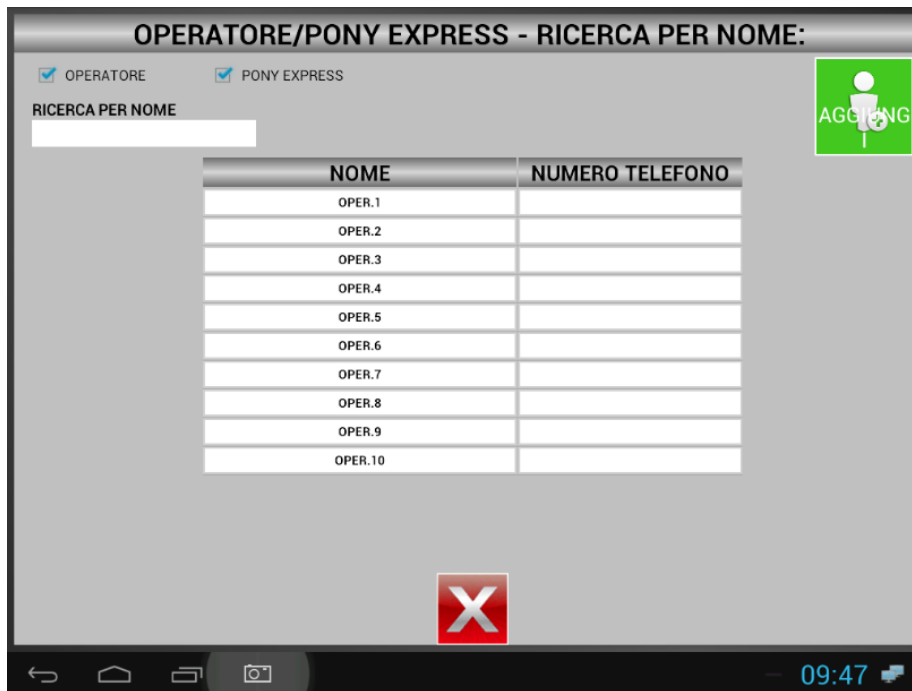 OPERATORE/PONY EXPRESS - RICERCA PER NOME:
OPERATORE PONY EXPRESS
RICERCA PER NOME
AGGIUNG
NOME NUMERO TELEFONO
OPER.1
OPER.2
OPER.3
OPER.4
OPER.5
OPER.6
OPER.7
OPER.8
OPER.9
OPER.10
X
09:47